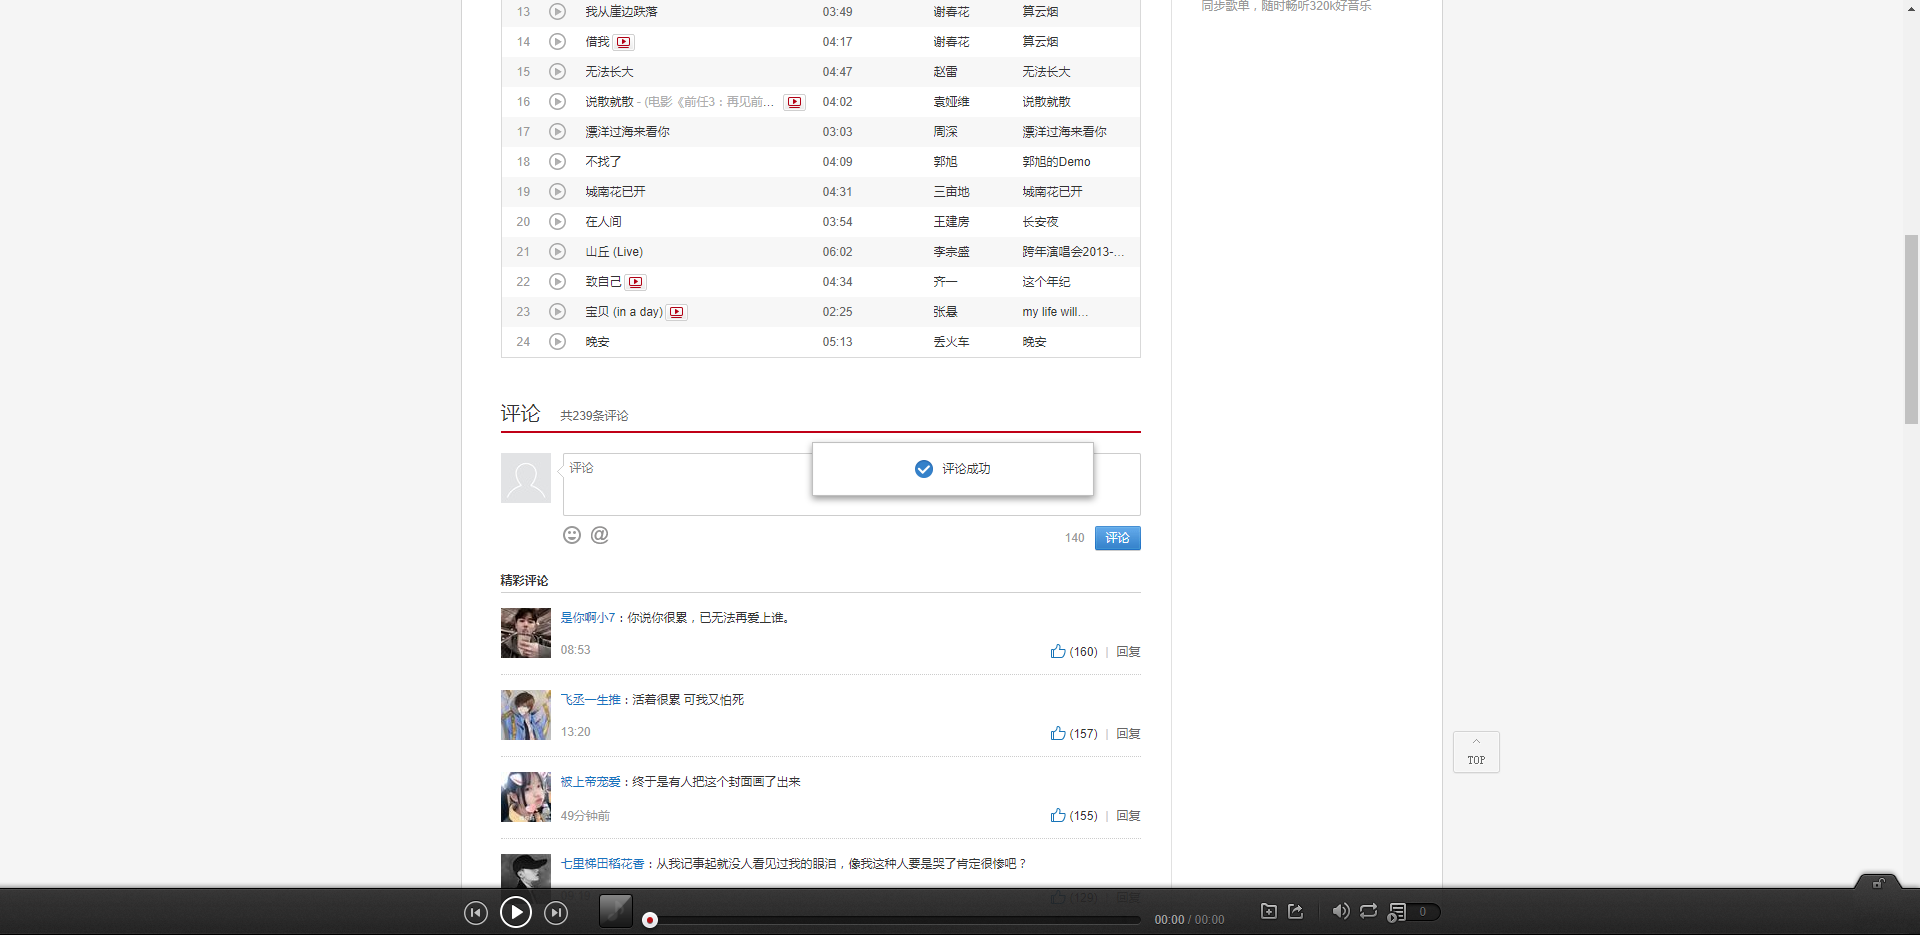 同步歌单，随时畅听320k好音乐
13 我从崖边跌落 03:49 谢春花 算云烟
14 借我 04:17 谢春花 算云烟
15 无法长大 04:47 赵雷 无法长大
16 说散就散 - (电影《前任3：再见前... 04:02 袁娅维 说散就散
17 漂洋过海来看你 03:03 周深 漂洋过海来看你
18 不找了 04:09 郭旭 郭旭的Demo
19 城南花已开 04:31 三亩地 城南花已开
20 在人间 03:54 王建房 长安夜
21 山丘 (Live) 06:02 李宗盛 跨年演唱会2013-...
22 致自己 04:34 齐一 这个年纪
23 宝贝 (in a day) 02:25 张悬 my life will...
24 晚安 05:13 丢火车 晚安
评论 共239条评论
评论
评论成功
140 评论
精彩评论
是你啊小7：你说你很累，已无法再爱上谁。
08:53 (160) | 回复
飞丞一生推：活着很累 可我又怕死
13:20 (157) | 回复
被上帝宠爱：终于是有人把这个封面画了出来
49分钟前 (155) | 回复
七里梯田稻花香：从我记事起就没人看见过我的眼泪，像我这种人要是哭了肯定很惨吧？
(129) | 回复
TOP
00:00 / 00:00
0